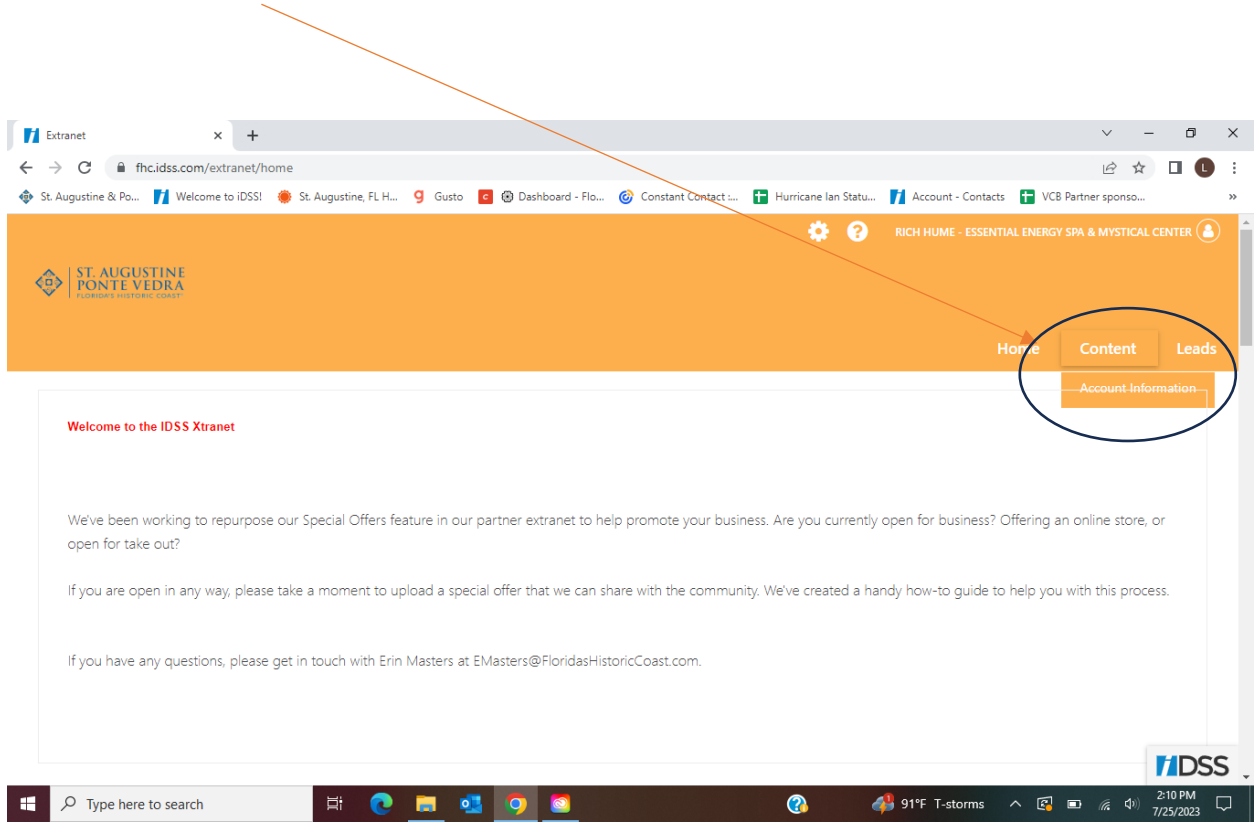 Extranet
fhc.idss.com/extranet/home
L
St. Augustine & Po...
Welcome to iDSS!
St. Augustine, FL H...
Gusto
Dashboard - Flo...
Constant Contact :...
Hurricane Ian Statu...
Account - Contacts
VCB Partner sponso...
»
RICH HUME - ESSENTIAL ENERGY SPA & MYSTICAL CENTER
ST. AUGUSTINE
PONTE VEDRA
FLORIDA'S HISTORIC COAST
Home Content Leads
Account Information
Welcome to the IDSS Xtranet
We've been working to repurpose our Special Offers feature in our partner extranet to help promote your business. Are you currently open for business? Offering an online store, or
open for take out?
If you are open in any way, please take a moment to upload a special offer that we can share with the community. We've created a handy how-to guide to help you with this process.
If you have any questions, please get in touch with Erin Masters at EMasters@FloridasHistoricCoast.com.
iDSS
Type here to search
91°F T-storms
2:10 PM
7/25/2023